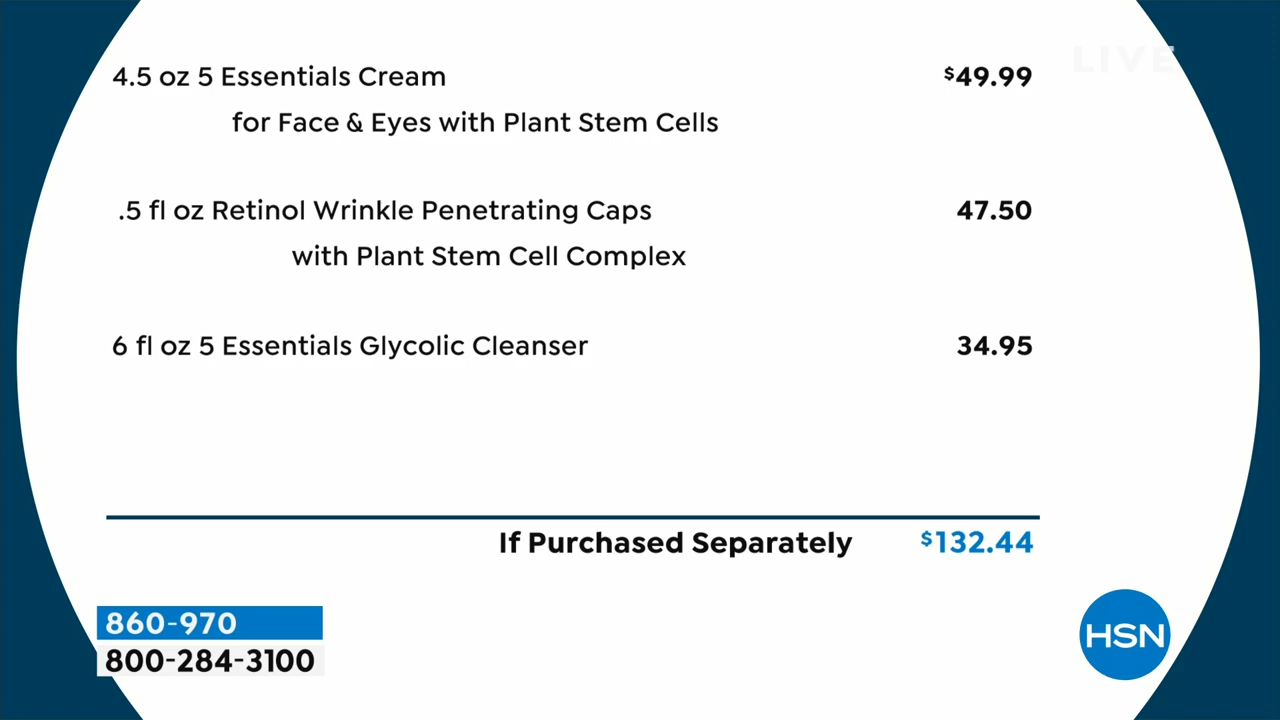 LIVE
4.5 oz 5 Essentials Cream $49.99
for Face & Eyes with Plant Stem Cells
.5 fl oz Retinol Wrinkle Penetrating Caps 47.50
with Plant Stem Cell Complex
6 fl oz 5 Essentials Glycolic Cleanser 34.95
If Purchased Separately $132.44
860-970
800-284-3100
HSN